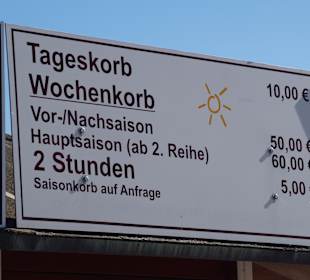 Tageskorb 10,00 €
Wochenkorb
Vor-/Nachsaison 50,00 €
Hauptsaison (ab 2. Reihe) 60,00 €
2 Stunden 5,00 €
Saisonkorb auf Anfrage